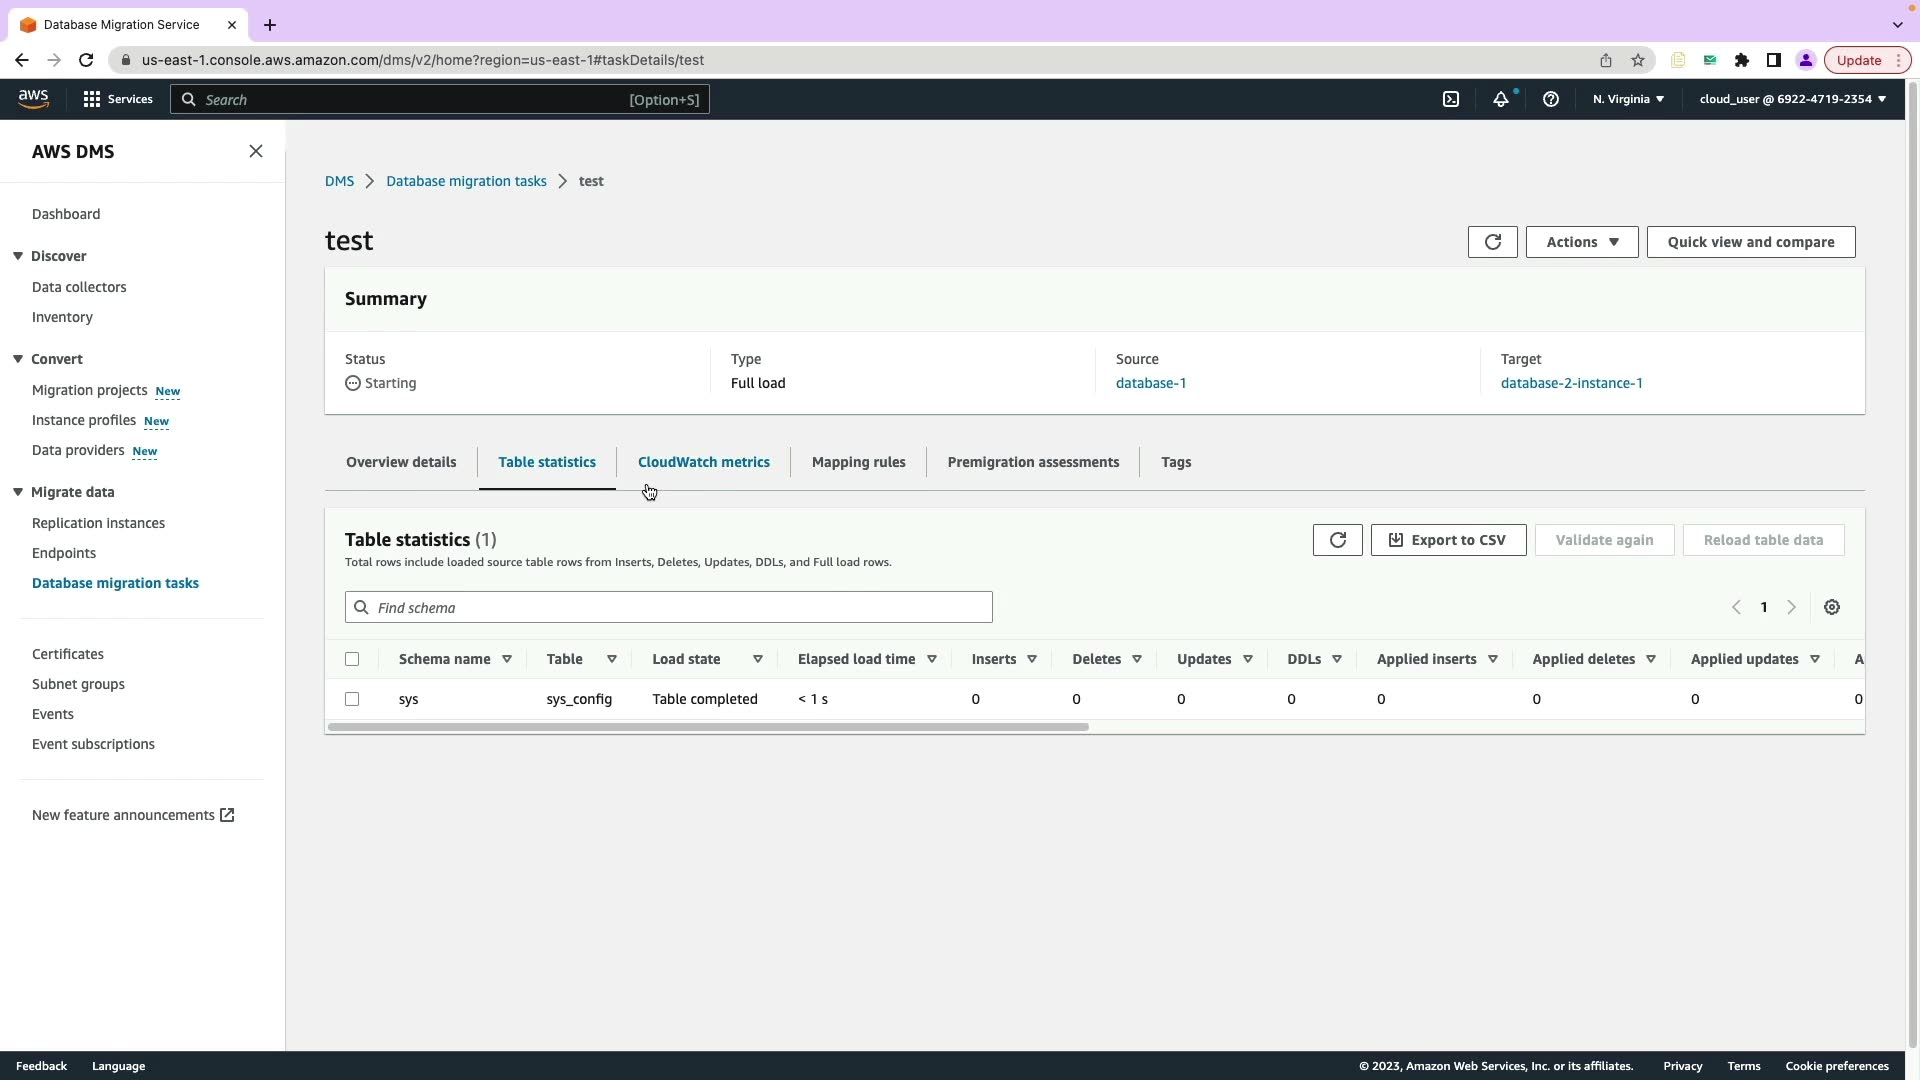 Database Migration Service
us-east-1.console.aws.amazon.com/dms/v2/home?region=us-east-1#taskDetails/test
Update
aws
Services
Search
[Option+S]
N. Virginia
cloud_user @ 6922-4719-2354
AWS DMS
Dashboard
Discover
Data collectors
Inventory
Convert
Migration projects New
Instance profiles New
Data providers New
Migrate data
Replication instances
Endpoints
Database migration tasks
Certificates
Subnet groups
Events
Event subscriptions
New feature announcements
DMS > Database migration tasks > test
test
Actions
Quick view and compare
Summary
Status
Starting
Type
Full load
Source
database-1
Target
database-2-instance-1
Overview details
Table statistics
CloudWatch metrics
Mapping rules
Premigration assessments
Tags
Table statistics (1)
Total rows include loaded source table rows from Inserts, Deletes, Updates, DDLs, and Full load rows.
Export to CSV
Validate again
Reload table data
Find schema
1
Schema name Table Load state Elapsed load time Inserts Deletes Updates DDLs Applied inserts Applied deletes Applied updates A
sys sys_config Table completed < 1 s 0 0 0 0 0 0 0 0
Feedback
Language
© 2023, Amazon Web Services, Inc. or its affiliates.
Privacy
Terms
Cookie preferences